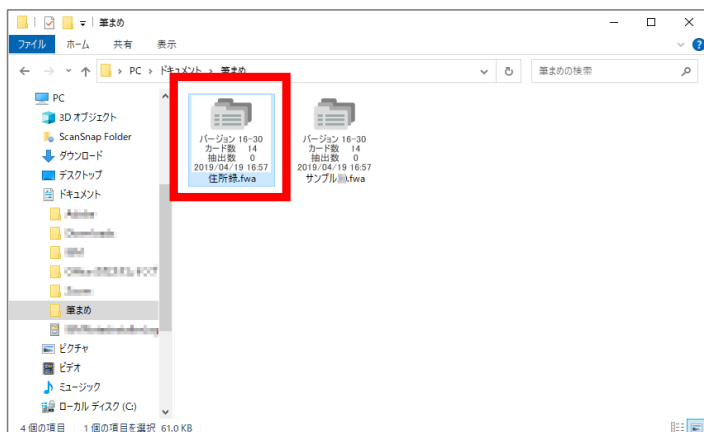 筆まめ
ファイル ホーム 共有 表示
PC › ドキュメント › 筆まめ
筆まめの検索
PC
3D オブジェクト
ScanSnap Folder
ダウンロード
デスクトップ
ドキュメント
筆まめ
ピクチャ
ビデオ
ミュージック
ローカル ディスク (C:)
バージョン 16-30
カード数 14
抽出数 0
2019/04/19 16:57
住所録.fwa
バージョン 16-30
カード数 14
抽出数 0
2019/04/19 16:57
サンプル .fwa
4 個の項目 1 個の項目を選択 61.0 KB